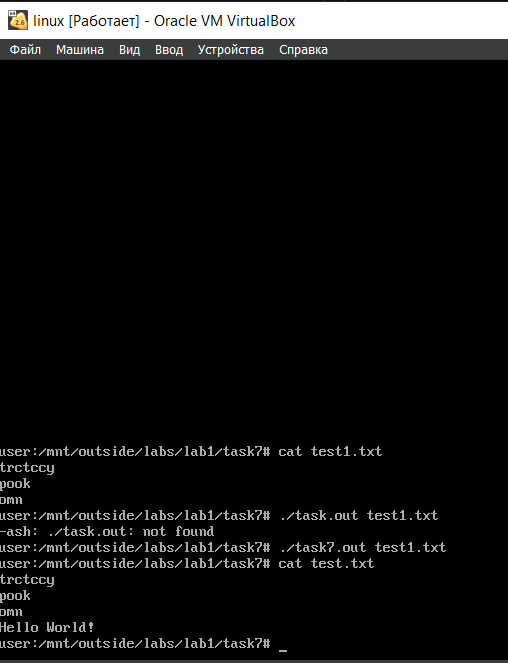 linux [Работает] - Oracle VM VirtualBox
Файл Машина Вид Ввод Устройства Справка
user:/mnt/outside/labs/lab1/task7# cat test1.txt
trctccy
pook
omn
user:/mnt/outside/labs/lab1/task7# ./task.out test1.txt
-ash: ./task.out: not found
user:/mnt/outside/labs/lab1/task7# ./task7.out test1.txt
user:/mnt/outside/labs/lab1/task7# cat test.txt
trctccy
pook
omn
Hello World!
user:/mnt/outside/labs/lab1/task7# _